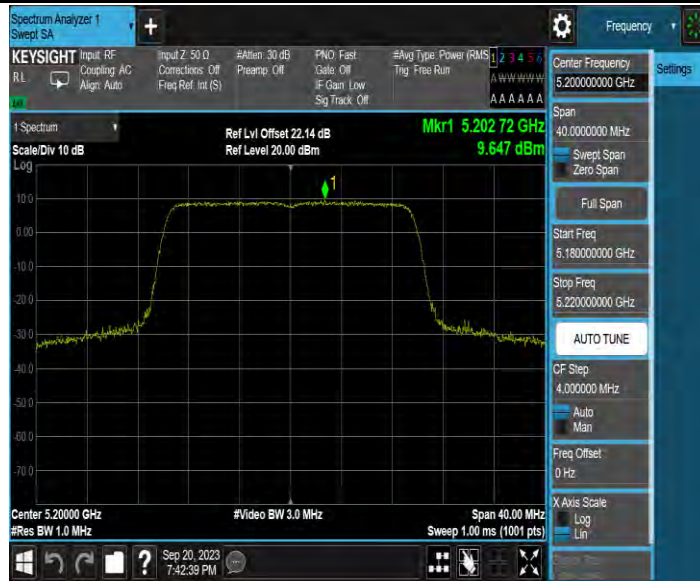 Spectrum Analyzer 1
Swept SA
Frequency
KEYSIGHT
RL
Input: RF
Coupling: AC
Align: Auto
Input Z: 50 Ω
Corrections: Off
Freq Ref: Int (S)
#Atten: 30 dB
Preamp: Off
PNO: Fast
Gate: Off
IF Gain: Low
Sig Track: Off
#Avg Type: Power (RMS
Trig: Free Run
1 2 3 4 5 6
A W W W W W
A A A A A A
1 Spectrum
Scale/Div 10 dB
Ref Lvl Offset 22.14 dB
Ref Level 20.00 dBm
Mkr1 5.202 72 GHz
9.647 dBm
Log
1
10.0
0.00
-10.0
-20.0
-30.0
-40.0
-50.0
-60.0
-70.0
Center 5.20000 GHz
#Res BW 1.0 MHz
#Video BW 3.0 MHz
Span 40.00 MHz
Sweep 1.00 ms (1001 pts)
Sep 20, 2023
7:42:39 PM
Center Frequency
5.200000000 GHz
Settings
Span
40.0000000 MHz
Swept Span
Zero Span
Full Span
Start Freq
5.180000000 GHz
Stop Freq
5.220000000 GHz
AUTO TUNE
CF Step
4.000000 MHz
Auto
Man
Freq Offset
0 Hz
X Axis Scale
Log
Lin